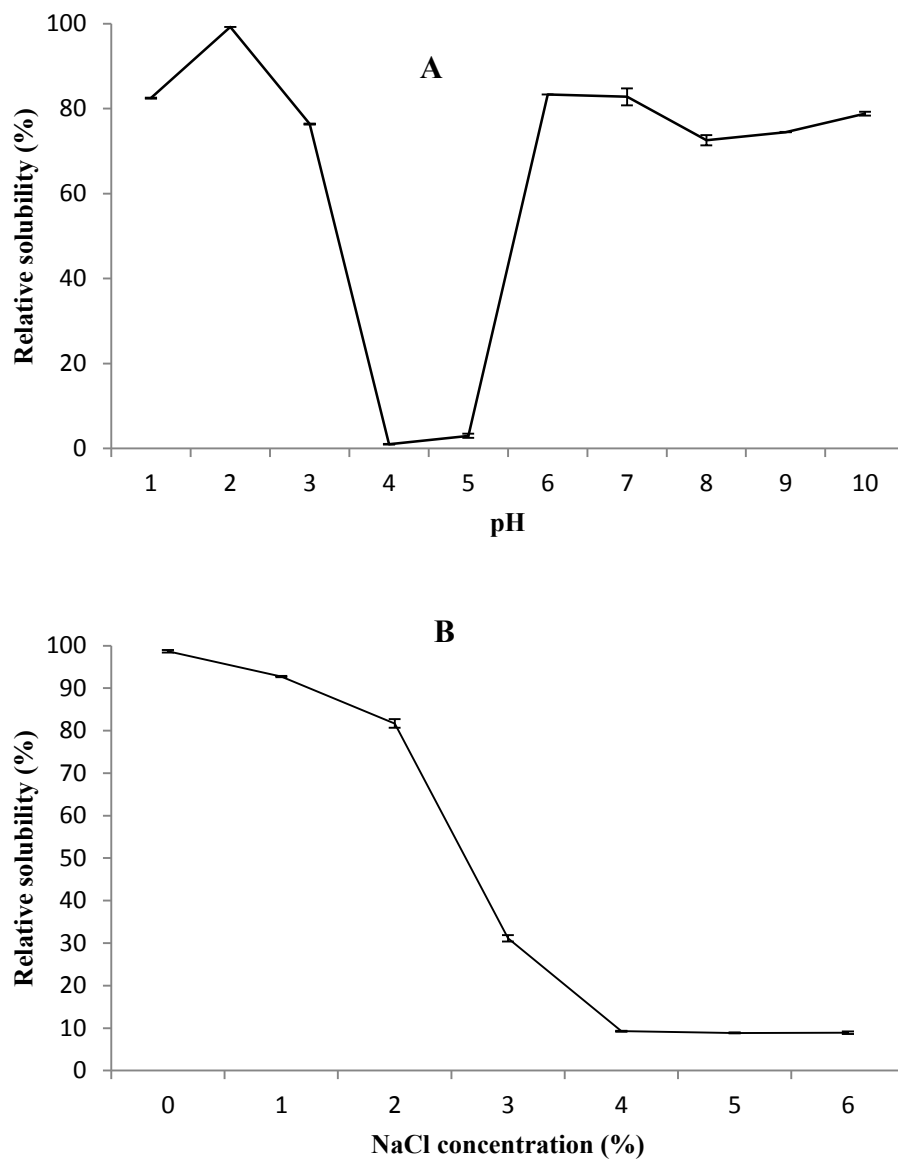 A
Relative solubility (%)
100
80
60
40
20
0
1 2 3 4 5 6 7 8 9 10
pH
B
Relative solubility (%)
100
90
80
70
60
50
40
30
20
10
0
0 1 2 3 4 5 6
NaCl concentration (%)